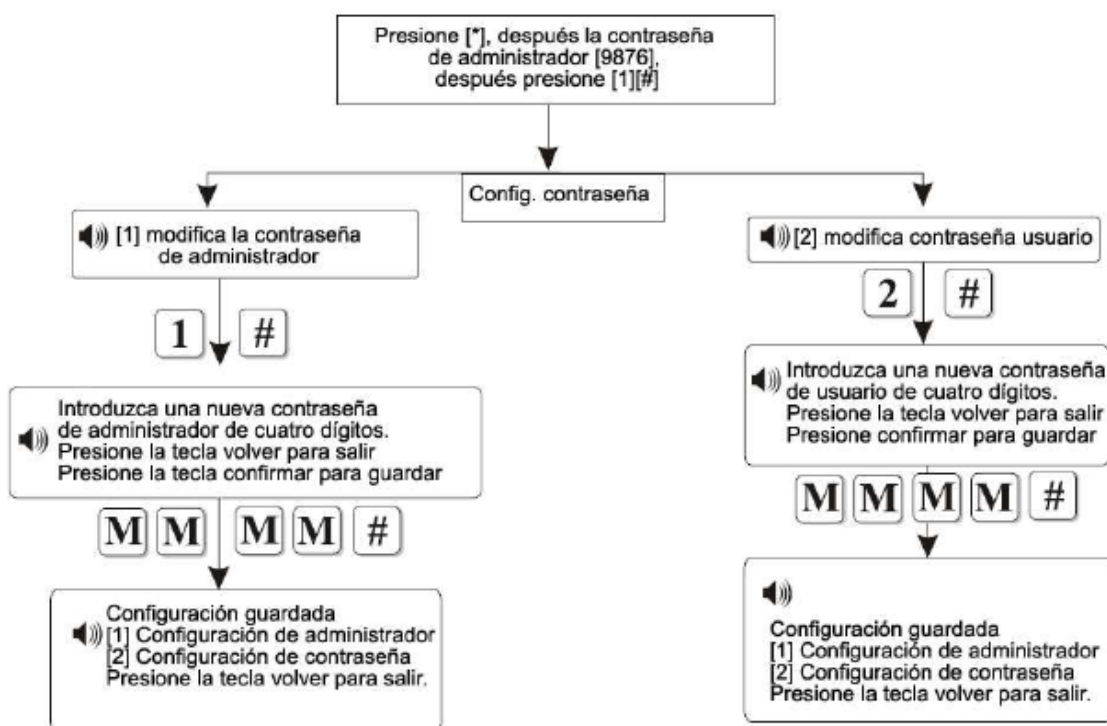 Presione [*], después la contraseña
de administrador [9876],
después presione [1][#]
Config. contraseña
[1] modifica la contraseña
de administrador
1 #
Introduzca una nueva contraseña
de administrador de cuatro dígitos.
Presione la tecla volver para salir
Presione la tecla confirmar para guardar
M M M M #
Configuración guardada
[1] Configuración de administrador
[2] Configuración de contraseña
Presione la tecla volver para salir.
[2] modifica contraseña usuario
2 #
Introduzca una nueva contraseña
de usuario de cuatro dígitos.
Presione la tecla volver para salir
Presione confirmar para guardar
M M M M #
Configuración guardada
[1] Configuración de administrador
[2] Configuración de contraseña
Presione la tecla volver para salir.